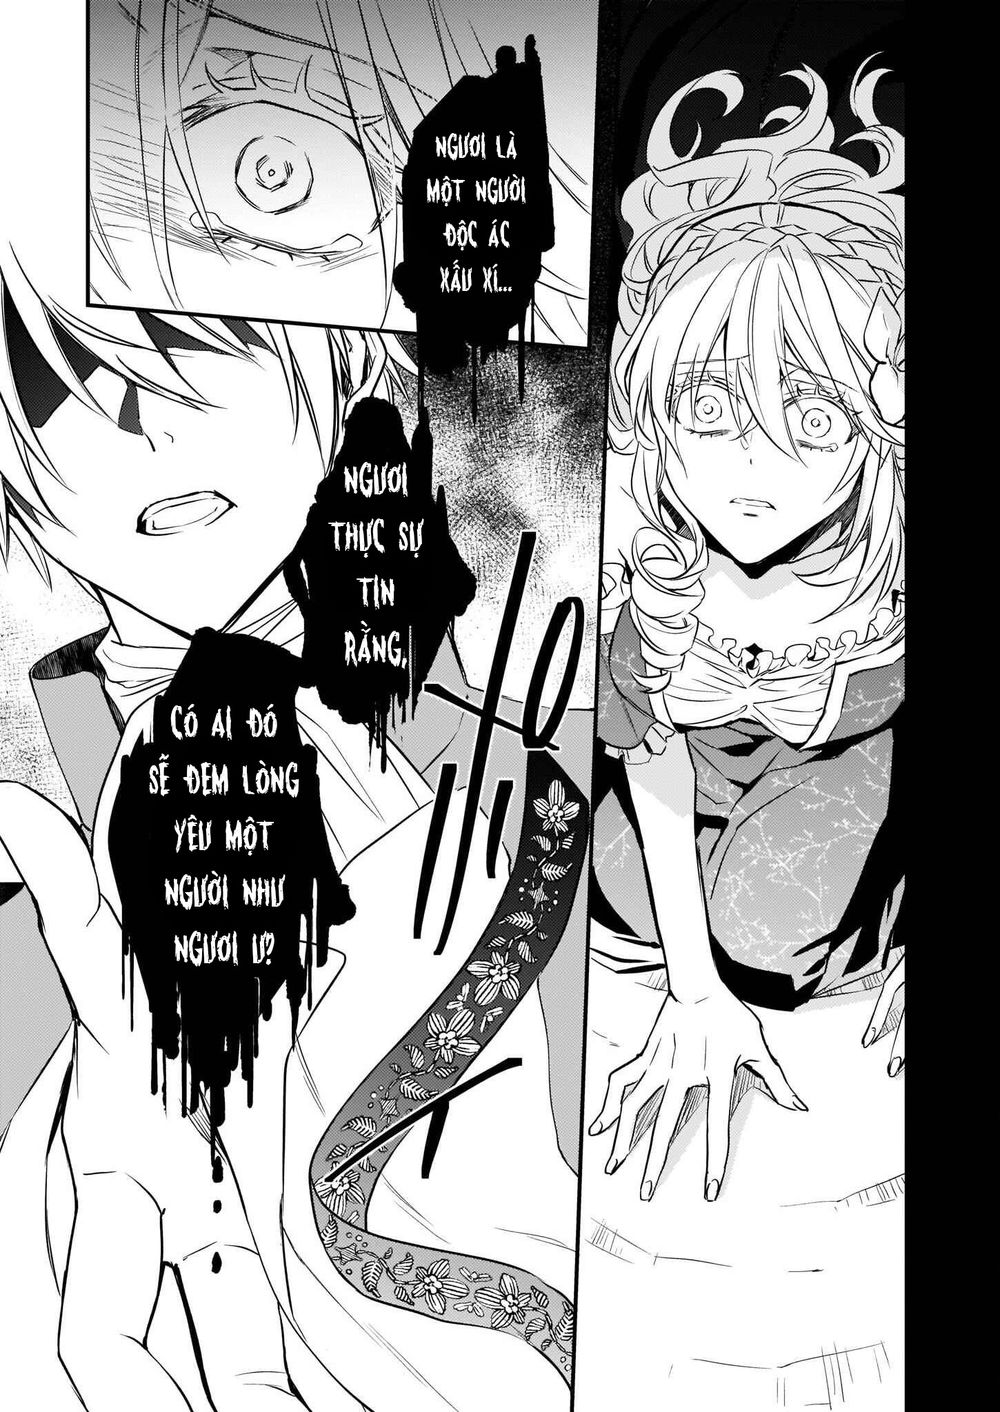 NGƯƠI LÀ
MỘT NGƯỜI
ĐỘC ÁC
XẤU XÍ...
NGƯƠI
THỰC SỰ
TIN
RẰNG,
CÓ AI ĐÓ
SẼ ĐEM LÒNG
YÊU MỘT
NGƯỜI NHƯ
NGƯƠI Ư?